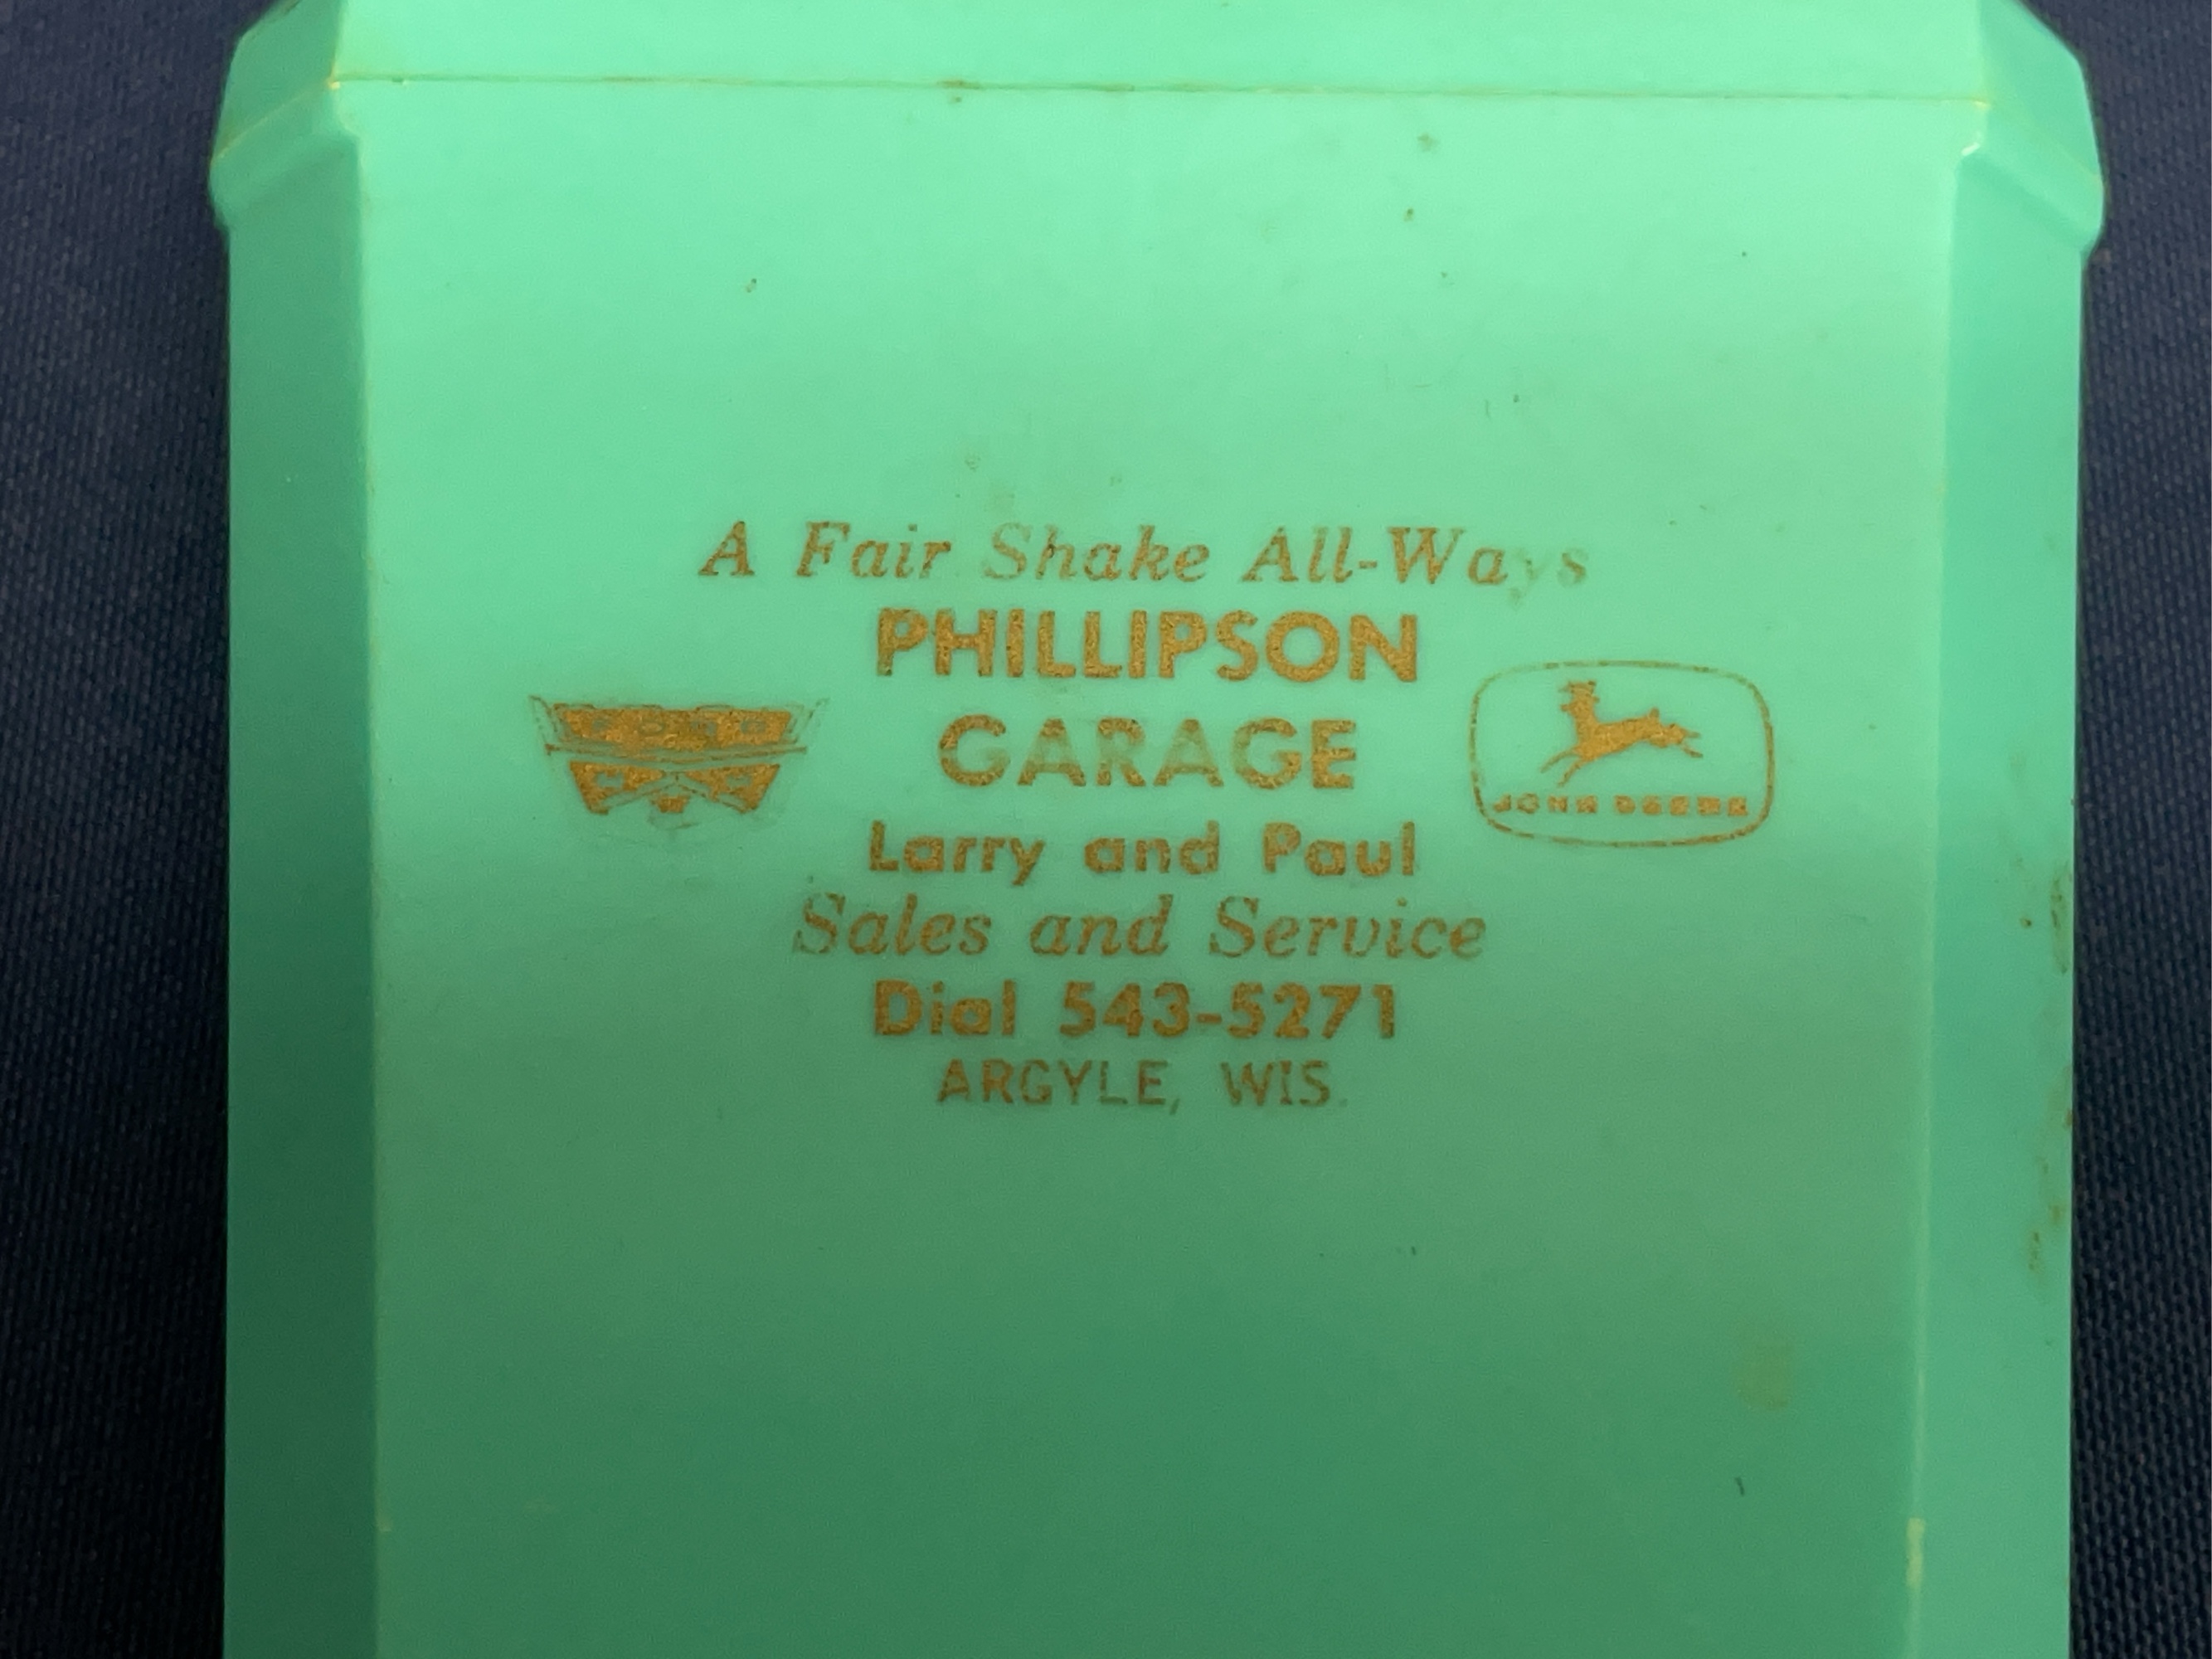 A Fair Shake All-Ways
PHILLIPSON
GARAGE
FORD
JOHN DEERE
Larry and Paul
Sales and Service
Dial 543-5271
ARGYLE, WIS.